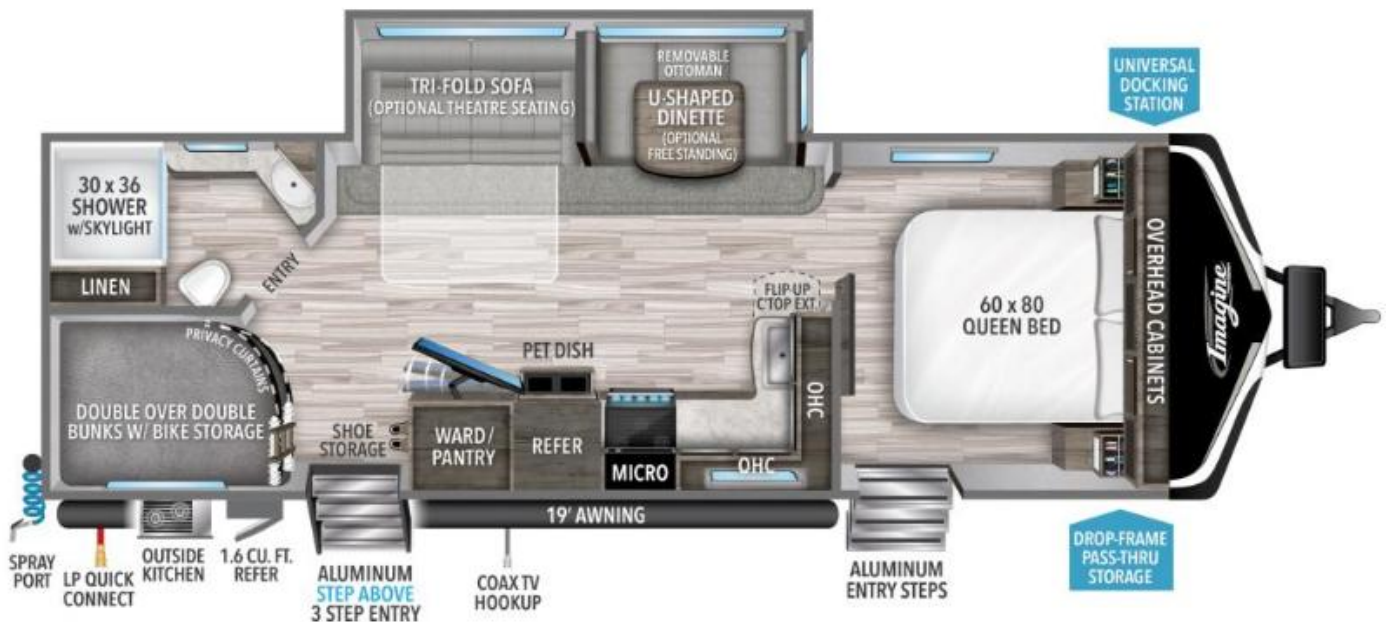 REMOVABLE
OTTOMAN
TRI-FOLD SOFA
(OPTIONAL THEATRE SEATING)
U-SHAPED
DINETTE
(OPTIONAL
FREE STANDING)
UNIVERSAL
DOCKING
STATION
30 x 36
SHOWER
w/SKYLIGHT
LINEN
ENTRY
FLIP-UP
C'TOP EXT.
60 x 80
QUEEN BED
OVERHEAD CABINETS
Imagine
PRIVACY CURTAINS
DOUBLE OVER DOUBLE
BUNKS W/ BIKE STORAGE
PET DISH
SHOE
STORAGE
WARD /
PANTRY
REFER
MICRO
OHC
OHC
19' AWNING
SPRAY
PORT
LP QUICK
CONNECT
OUTSIDE
KITCHEN
1.6 CU. FT.
REFER
ALUMINUM
STEP ABOVE
3 STEP ENTRY
COAX TV
HOOKUP
ALUMINUM
ENTRY STEPS
DROP-FRAME
PASS-THRU
STORAGE